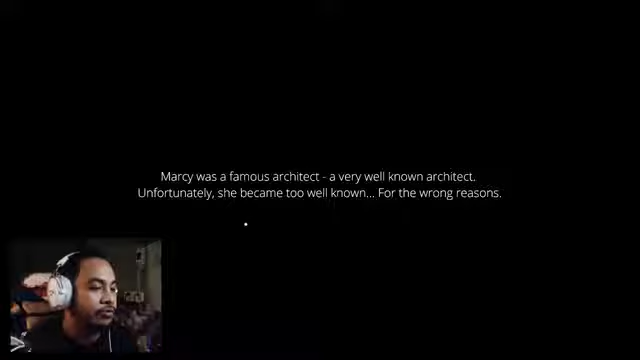 Marcy was a famous architect - a very well known architect.
Unfortunately, she became too well known... For the wrong reasons.